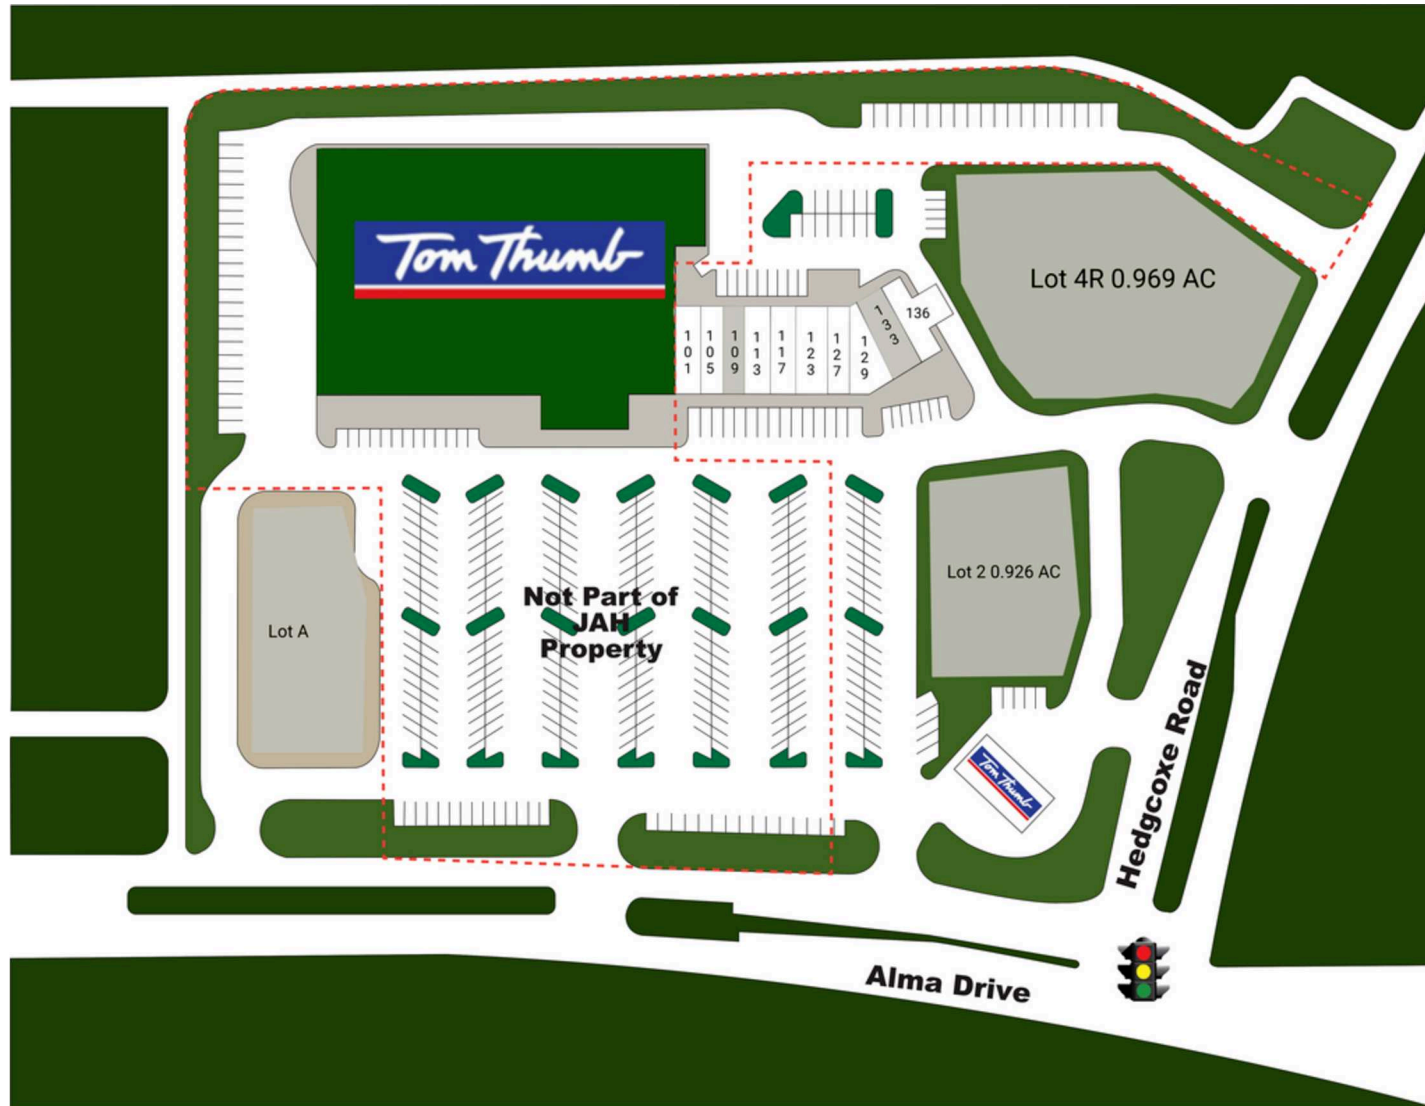 Tom Thumb
Lot 4R 0.969 AC
136
133
101
105
109
113
117
123
127
129
Lot 2 0.926 AC
Not Part of
JAH
Property
Lot A
Tom Thumb
Hedgcoxe Road
Alma Drive